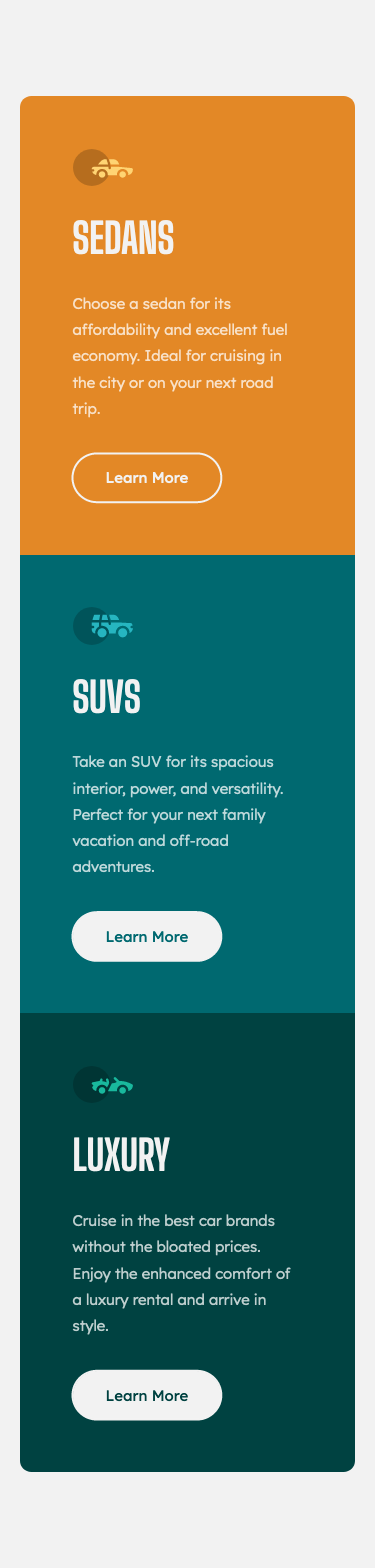 SEDANS
Choose a sedan for its
affordability and excellent fuel
economy. Ideal for cruising in
the city or on your next road
trip.
Learn More
SUVS
Take an SUV for its spacious
interior, power, and versatility.
Perfect for your next family
vacation and off-road
adventures.
Learn More
LUXURY
Cruise in the best car brands
without the bloated prices.
Enjoy the enhanced comfort of
a luxury rental and arrive in
style.
Learn More